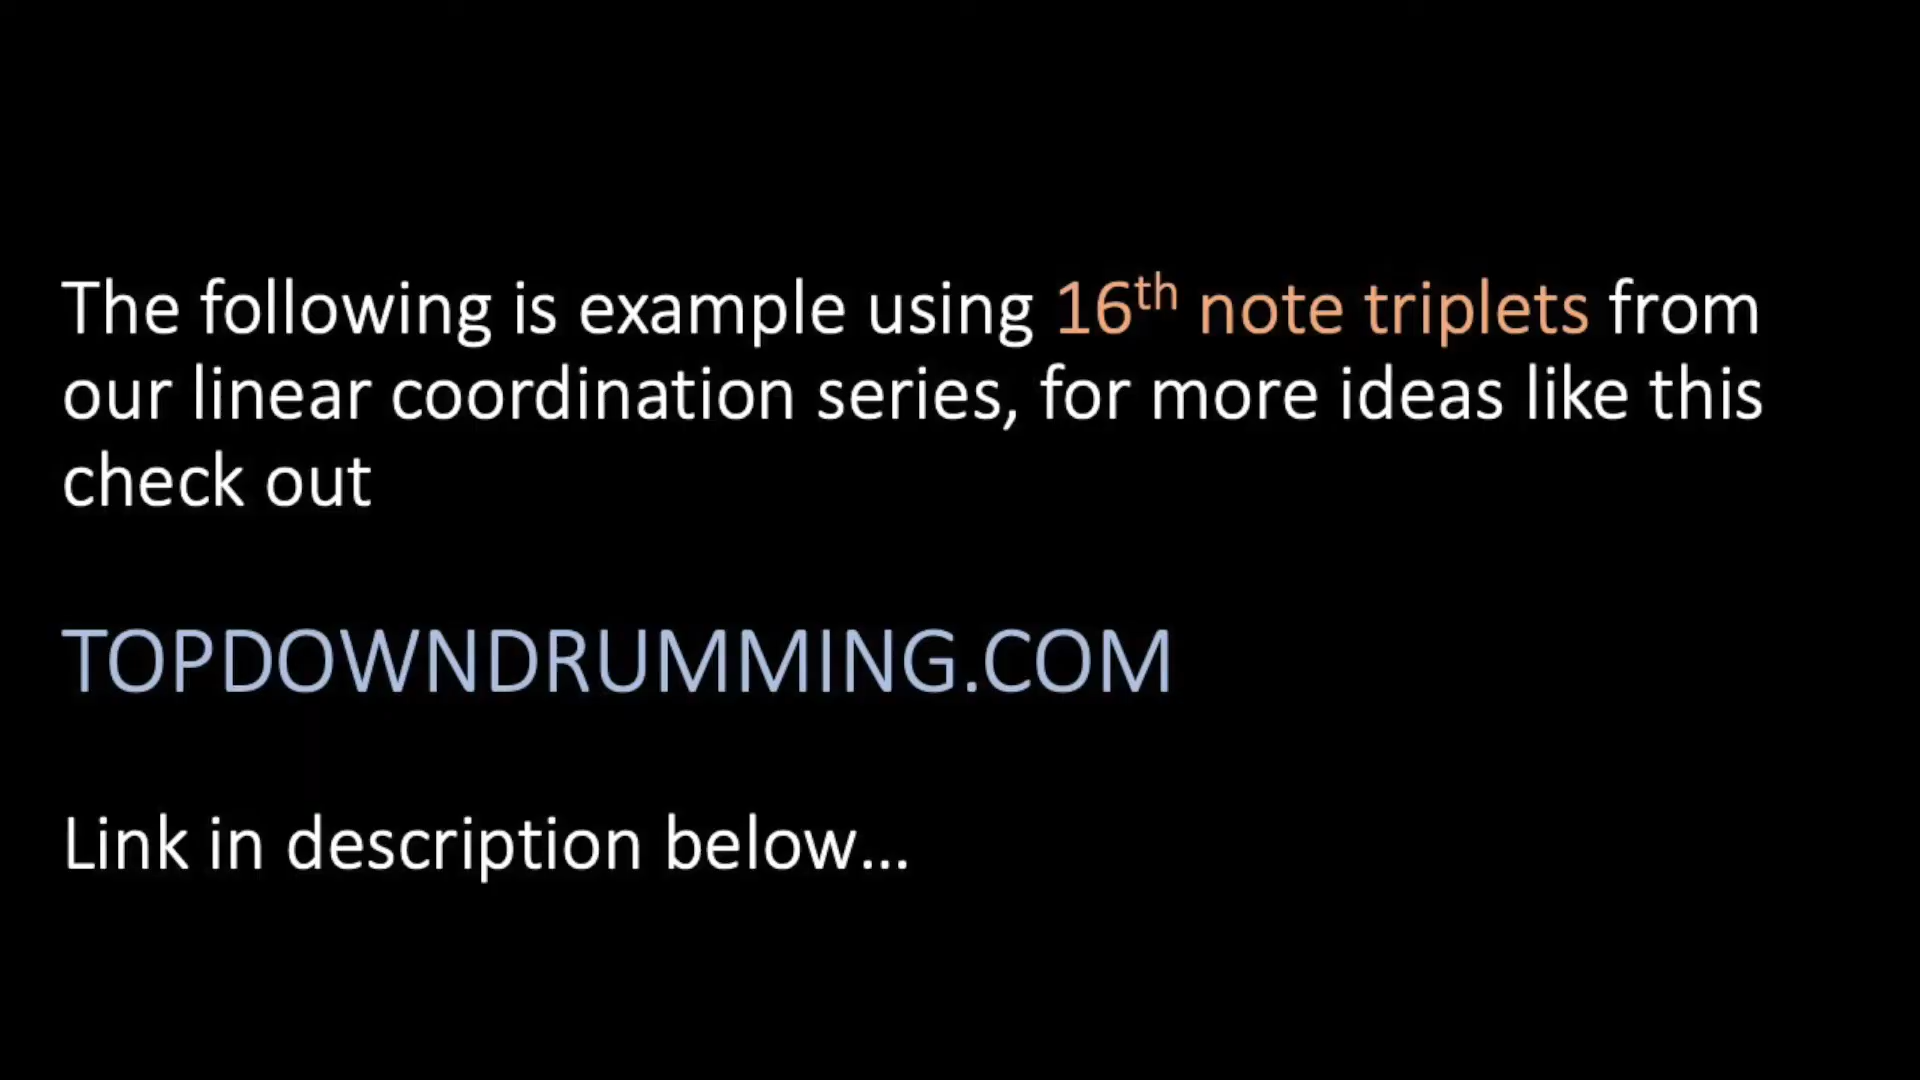 The following is example using 16th note triplets from
our linear coordination series, for more ideas like this
check out
TOPDOWNDRUMMING.COM
Link in description below...